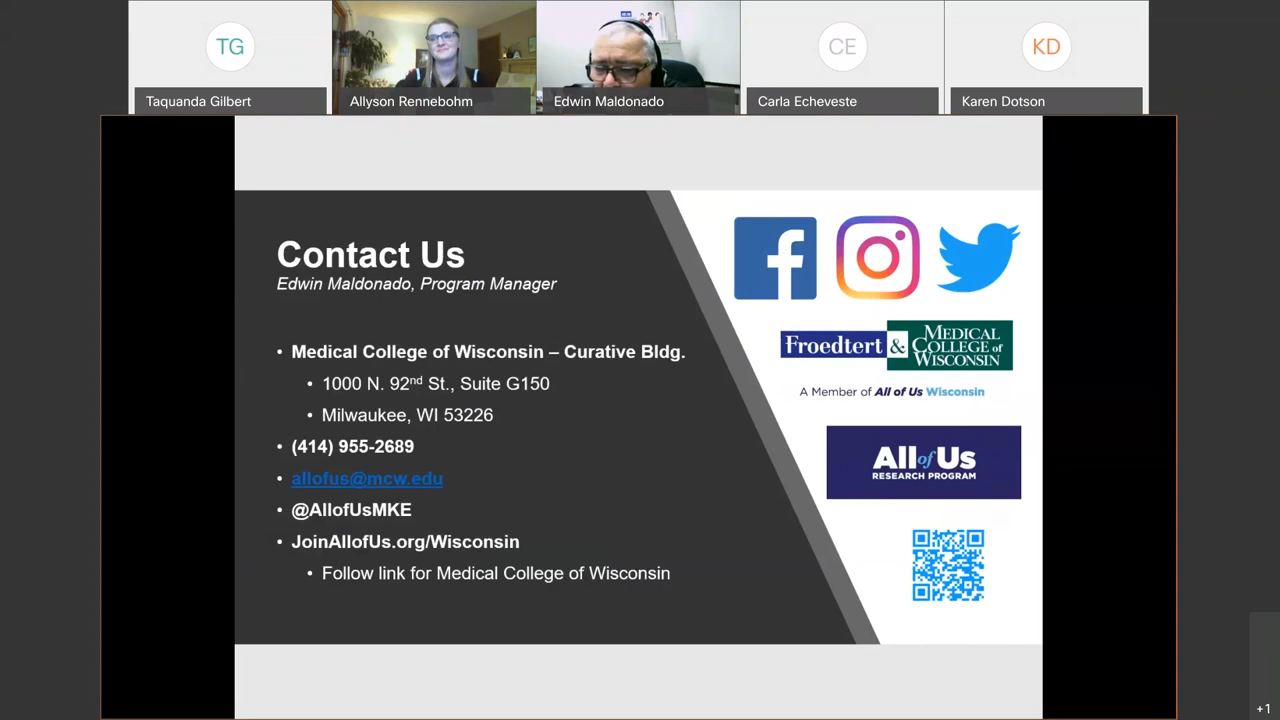 TG
CE
KD
Taquanda Gilbert
Allyson Rennebohm
Edwin Maldonado
Carla Echeveste
Karen Dotson
Contact Us
Edwin Maldonado, Program Manager
• Medical College of Wisconsin – Curative Bldg.
• 1000 N. 92nd St., Suite G150
• Milwaukee, WI 53226
• (414) 955-2689
• allofus@mcw.edu
• @AllofUsMKE
• JoinAllofUs.org/Wisconsin
• Follow link for Medical College of Wisconsin
Froedtert & MEDICAL COLLEGE of WISCONSIN
A Member of All of Us Wisconsin
All of Us
RESEARCH PROGRAM
+1